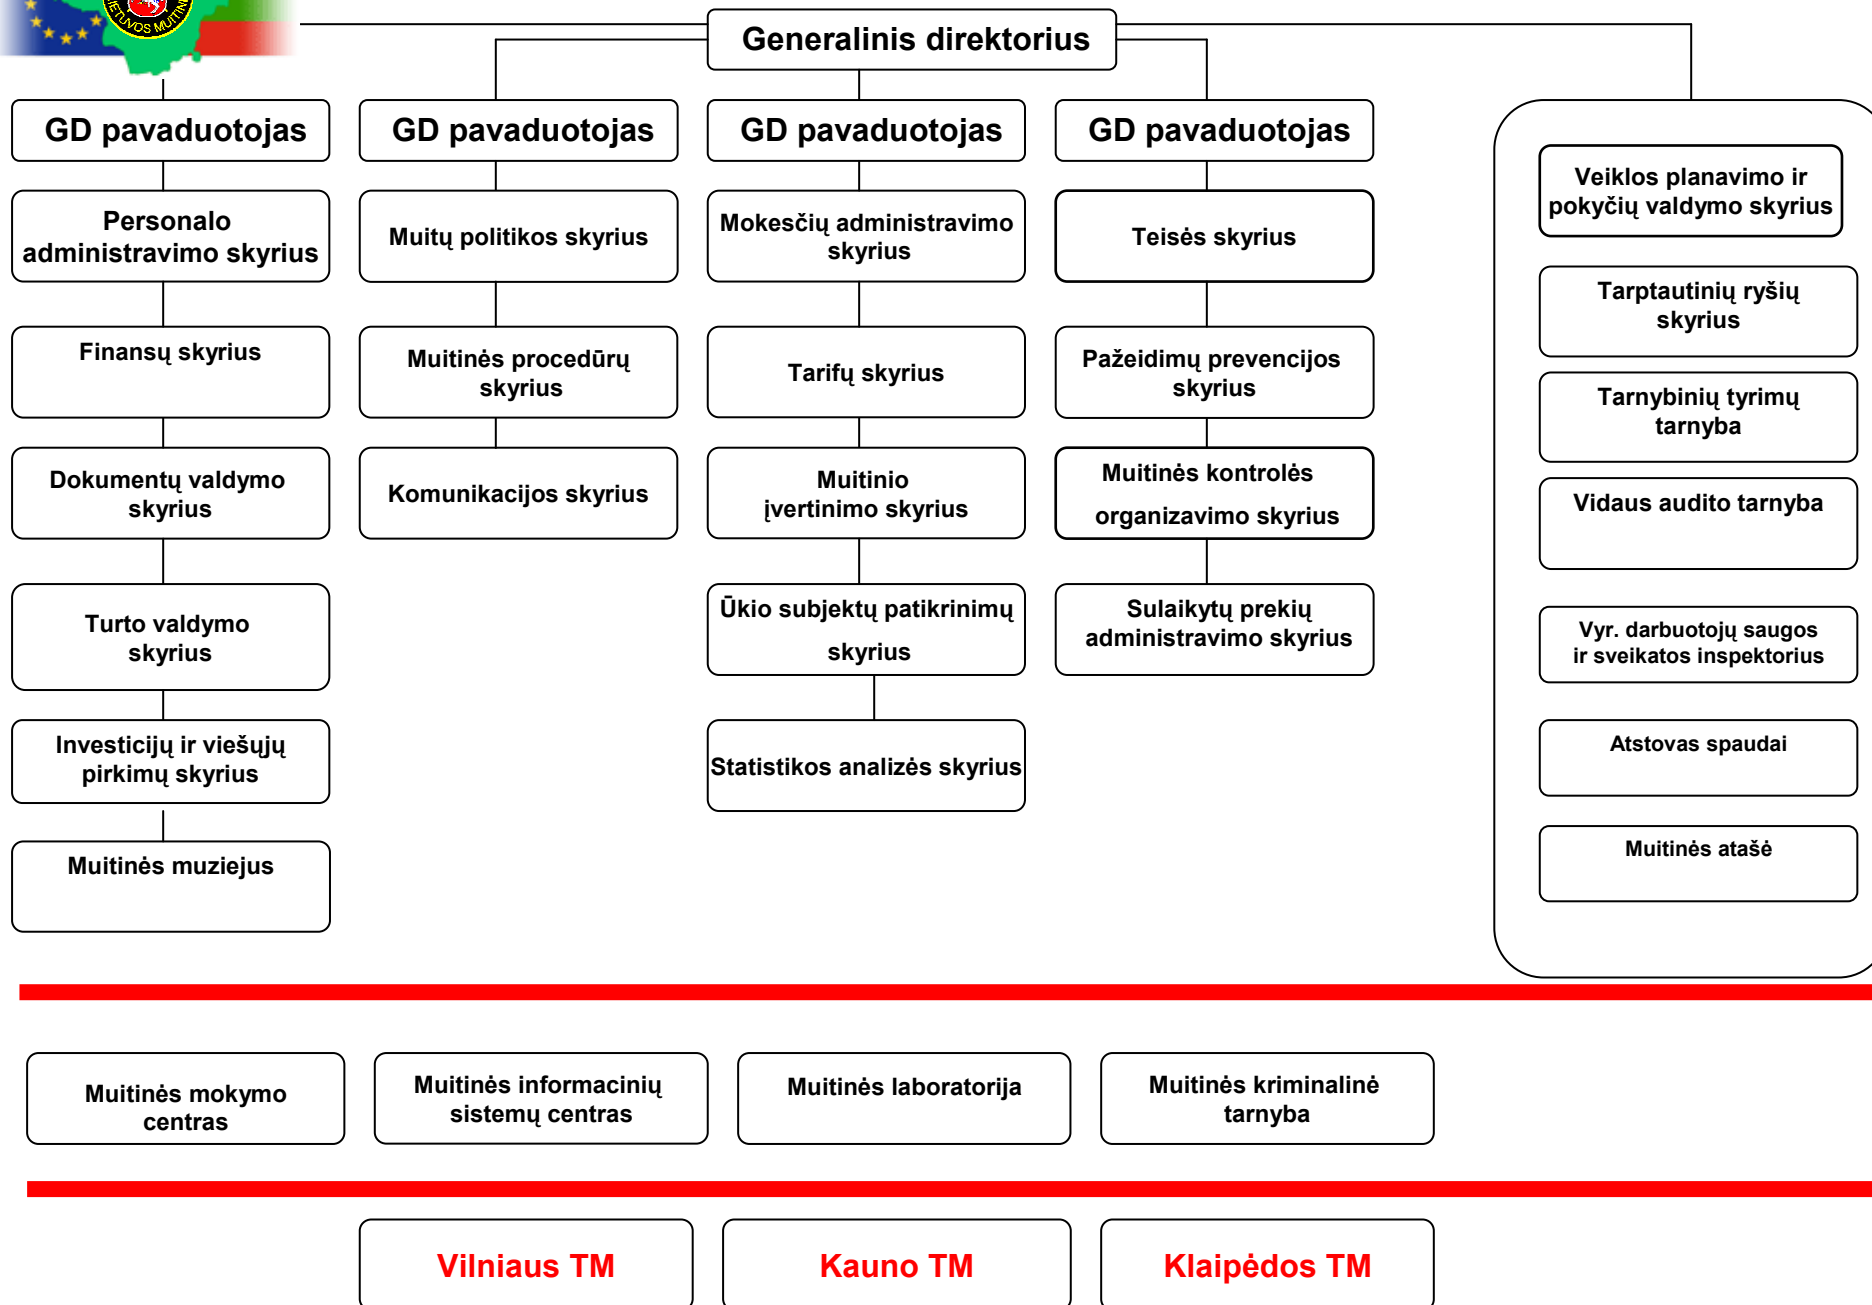 LIETUVOS MUITINĖ
Generalinis direktorius
GD pavaduotojas
GD pavaduotojas
GD pavaduotojas
GD pavaduotojas
Personalo
administravimo skyrius
Finansų skyrius
Dokumentų valdymo
skyrius
Turto valdymo
skyrius
Investicijų ir viešųjų
pirkimų skyrius
Muitinės muziejus
Muitų politikos skyrius
Muitinės procedūrų
skyrius
Komunikacijos skyrius
Mokesčių administravimo
skyrius
Tarifų skyrius
Muitinio
įvertinimo skyrius
Ūkio subjektų patikrinimų
skyrius
Statistikos analizės skyrius
Teisės skyrius
Pažeidimų prevencijos
skyrius
Muitinės kontrolės
organizavimo skyrius
Sulaikytų prekių
administravimo skyrius
Veiklos planavimo ir
pokyčių valdymo skyrius
Tarptautinių ryšių
skyrius
Tarnybinių tyrimų
tarnyba
Vidaus audito tarnyba
Vyr. darbuotojų saugos
ir sveikatos inspektorius
Atstovas spaudai
Muitinės atašė
Muitinės mokymo
centras
Muitinės informacinių
sistemų centras
Muitinės laboratorija
Muitinės kriminalinė
tarnyba
Vilniaus TM
Kauno TM
Klaipėdos TM